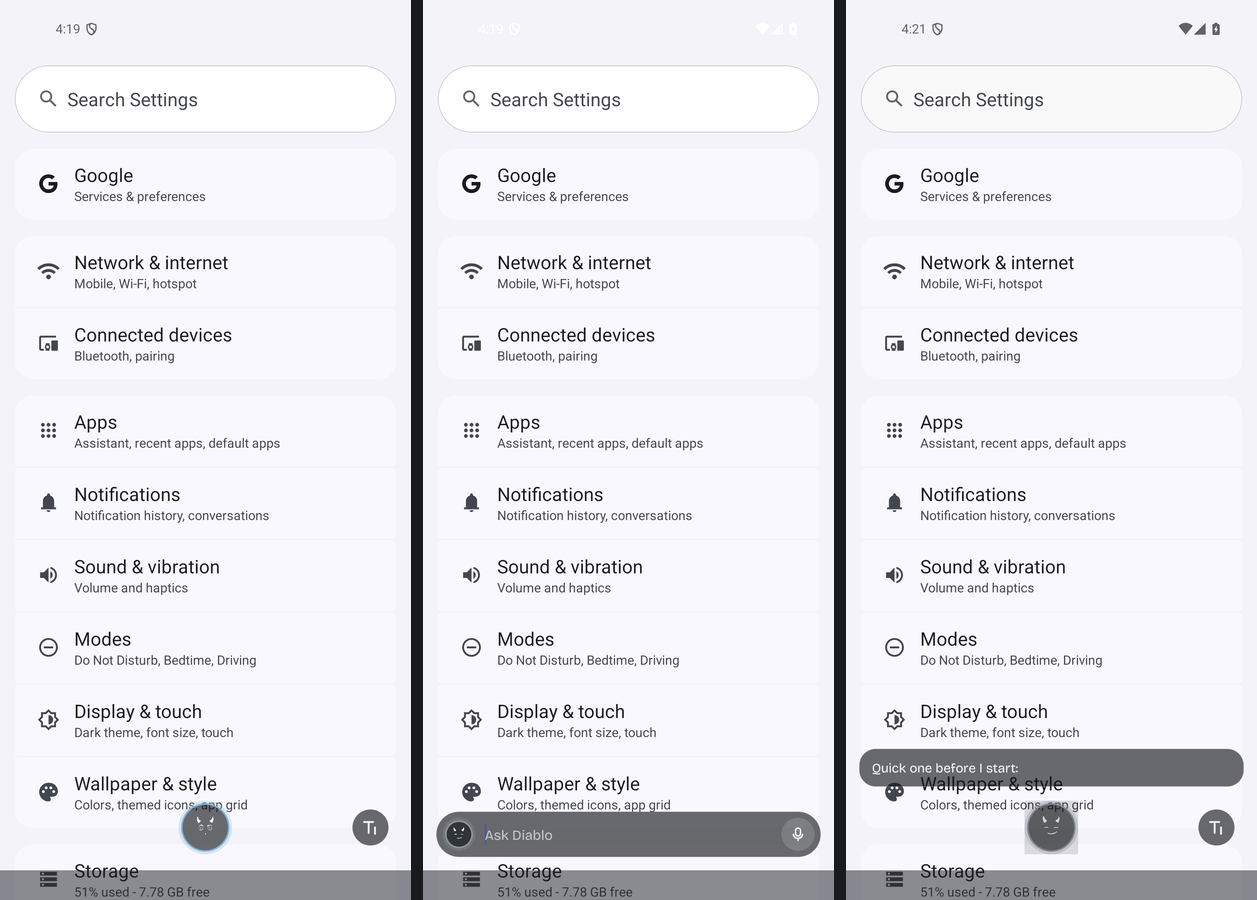 4:19
Search Settings
Google
Services & preferences
Network & internet
Mobile, Wi-Fi, hotspot
Connected devices
Bluetooth, pairing
Apps
Assistant, recent apps, default apps
Notifications
Notification history, conversations
Sound & vibration
Volume and haptics
Modes
Do Not Disturb, Bedtime, Driving
Display & touch
Dark theme, font size, touch
Wallpaper & style
Colors, themed icons, app grid
Storage
51% used - 7.78 GB free
4:19
Search Settings
Google
Services & preferences
Network & internet
Mobile, Wi-Fi, hotspot
Connected devices
Bluetooth, pairing
Apps
Assistant, recent apps, default apps
Notifications
Notification history, conversations
Sound & vibration
Volume and haptics
Modes
Do Not Disturb, Bedtime, Driving
Display & touch
Dark theme, font size, touch
Wallpaper & style
Colors, themed icons, app grid
Ask Diablo
Storage
51% used - 7.78 GB free
4:21
Search Settings
Google
Services & preferences
Network & internet
Mobile, Wi-Fi, hotspot
Connected devices
Bluetooth, pairing
Apps
Assistant, recent apps, default apps
Notifications
Notification history, conversations
Sound & vibration
Volume and haptics
Modes
Do Not Disturb, Bedtime, Driving
Display & touch
Dark theme, font size, touch
Quick one before I start:
Wallpaper & style
Colors, themed icons, app grid
Storage
51% used - 7.78 GB free